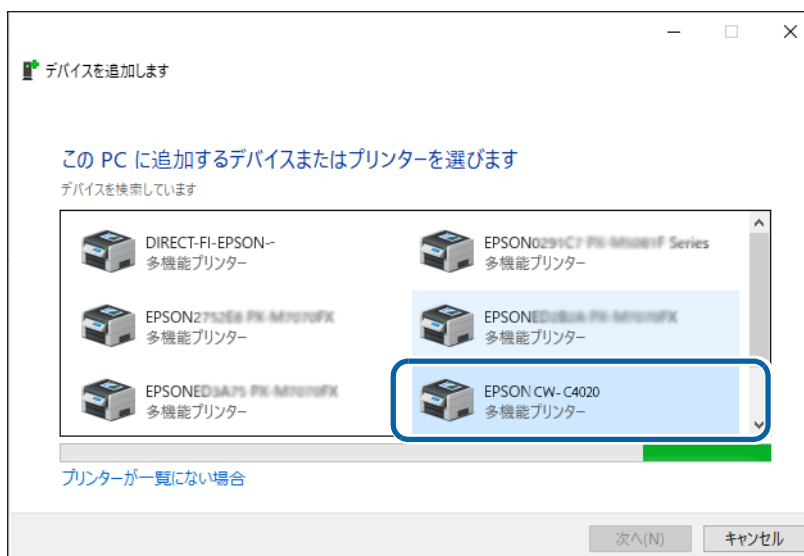 デバイスを追加します
この PC に追加するデバイスまたはプリンターを選びます
デバイスを検索しています
DIRECT-FI-EPSON--
多機能プリンター
EPSON Series
多機能プリンター
EPSON
多機能プリンター
EPSON
多機能プリンター
EPSONE
多機能プリンター
EPSON CW-C4020
多機能プリンター
プリンターが一覧にない場合
次へ(N)
キャンセル